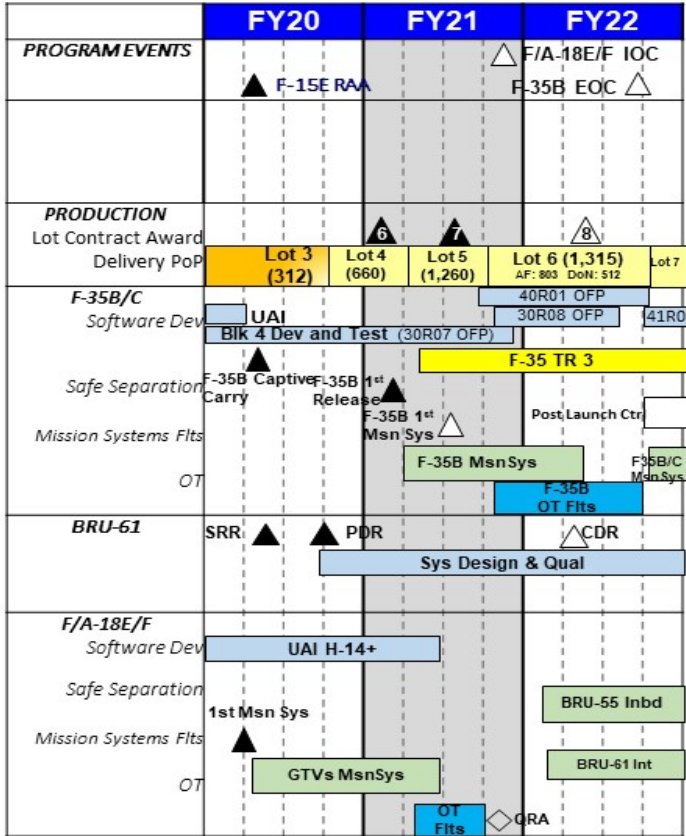 FY20 FY21 FY22
PROGRAM EVENTS
F/A-18E/F IOC
F-15E RAA
F-35B EOC
PRODUCTION
Lot Contract Award
6 7 8
Delivery PoP
Lot 3
(312)
Lot 4
(660)
Lot 5
(1,260)
Lot 6 (1,315)
AF: 803 DoN: 512
Lot 7
F-35B/C
40R01 OFP
Software Dev
UAI
30R08 OFP
41R0
Blk 4 Dev and Test (30R07 OFP)
F-35 TR 3
Safe Separation
F-35B Captive
Carry
F-35B 1st
Release
F-35B 1st
Msn Sys
Post Launch Ctrl
Mission Systems Flts
F-35B MsnSys
F35B/C
MsnSys
OT
F-35B
OT Flts
BRU-61
SRR
PDR
CDR
Sys Design & Qual
F/A-18E/F
Software Dev
UAI H-14+
Safe Separation
BRU-55 Inbd
1st Msn Sys
Mission Systems Flts
BRU-61 Int
GTVs MsnSys
OT
OT
Flts
QRA